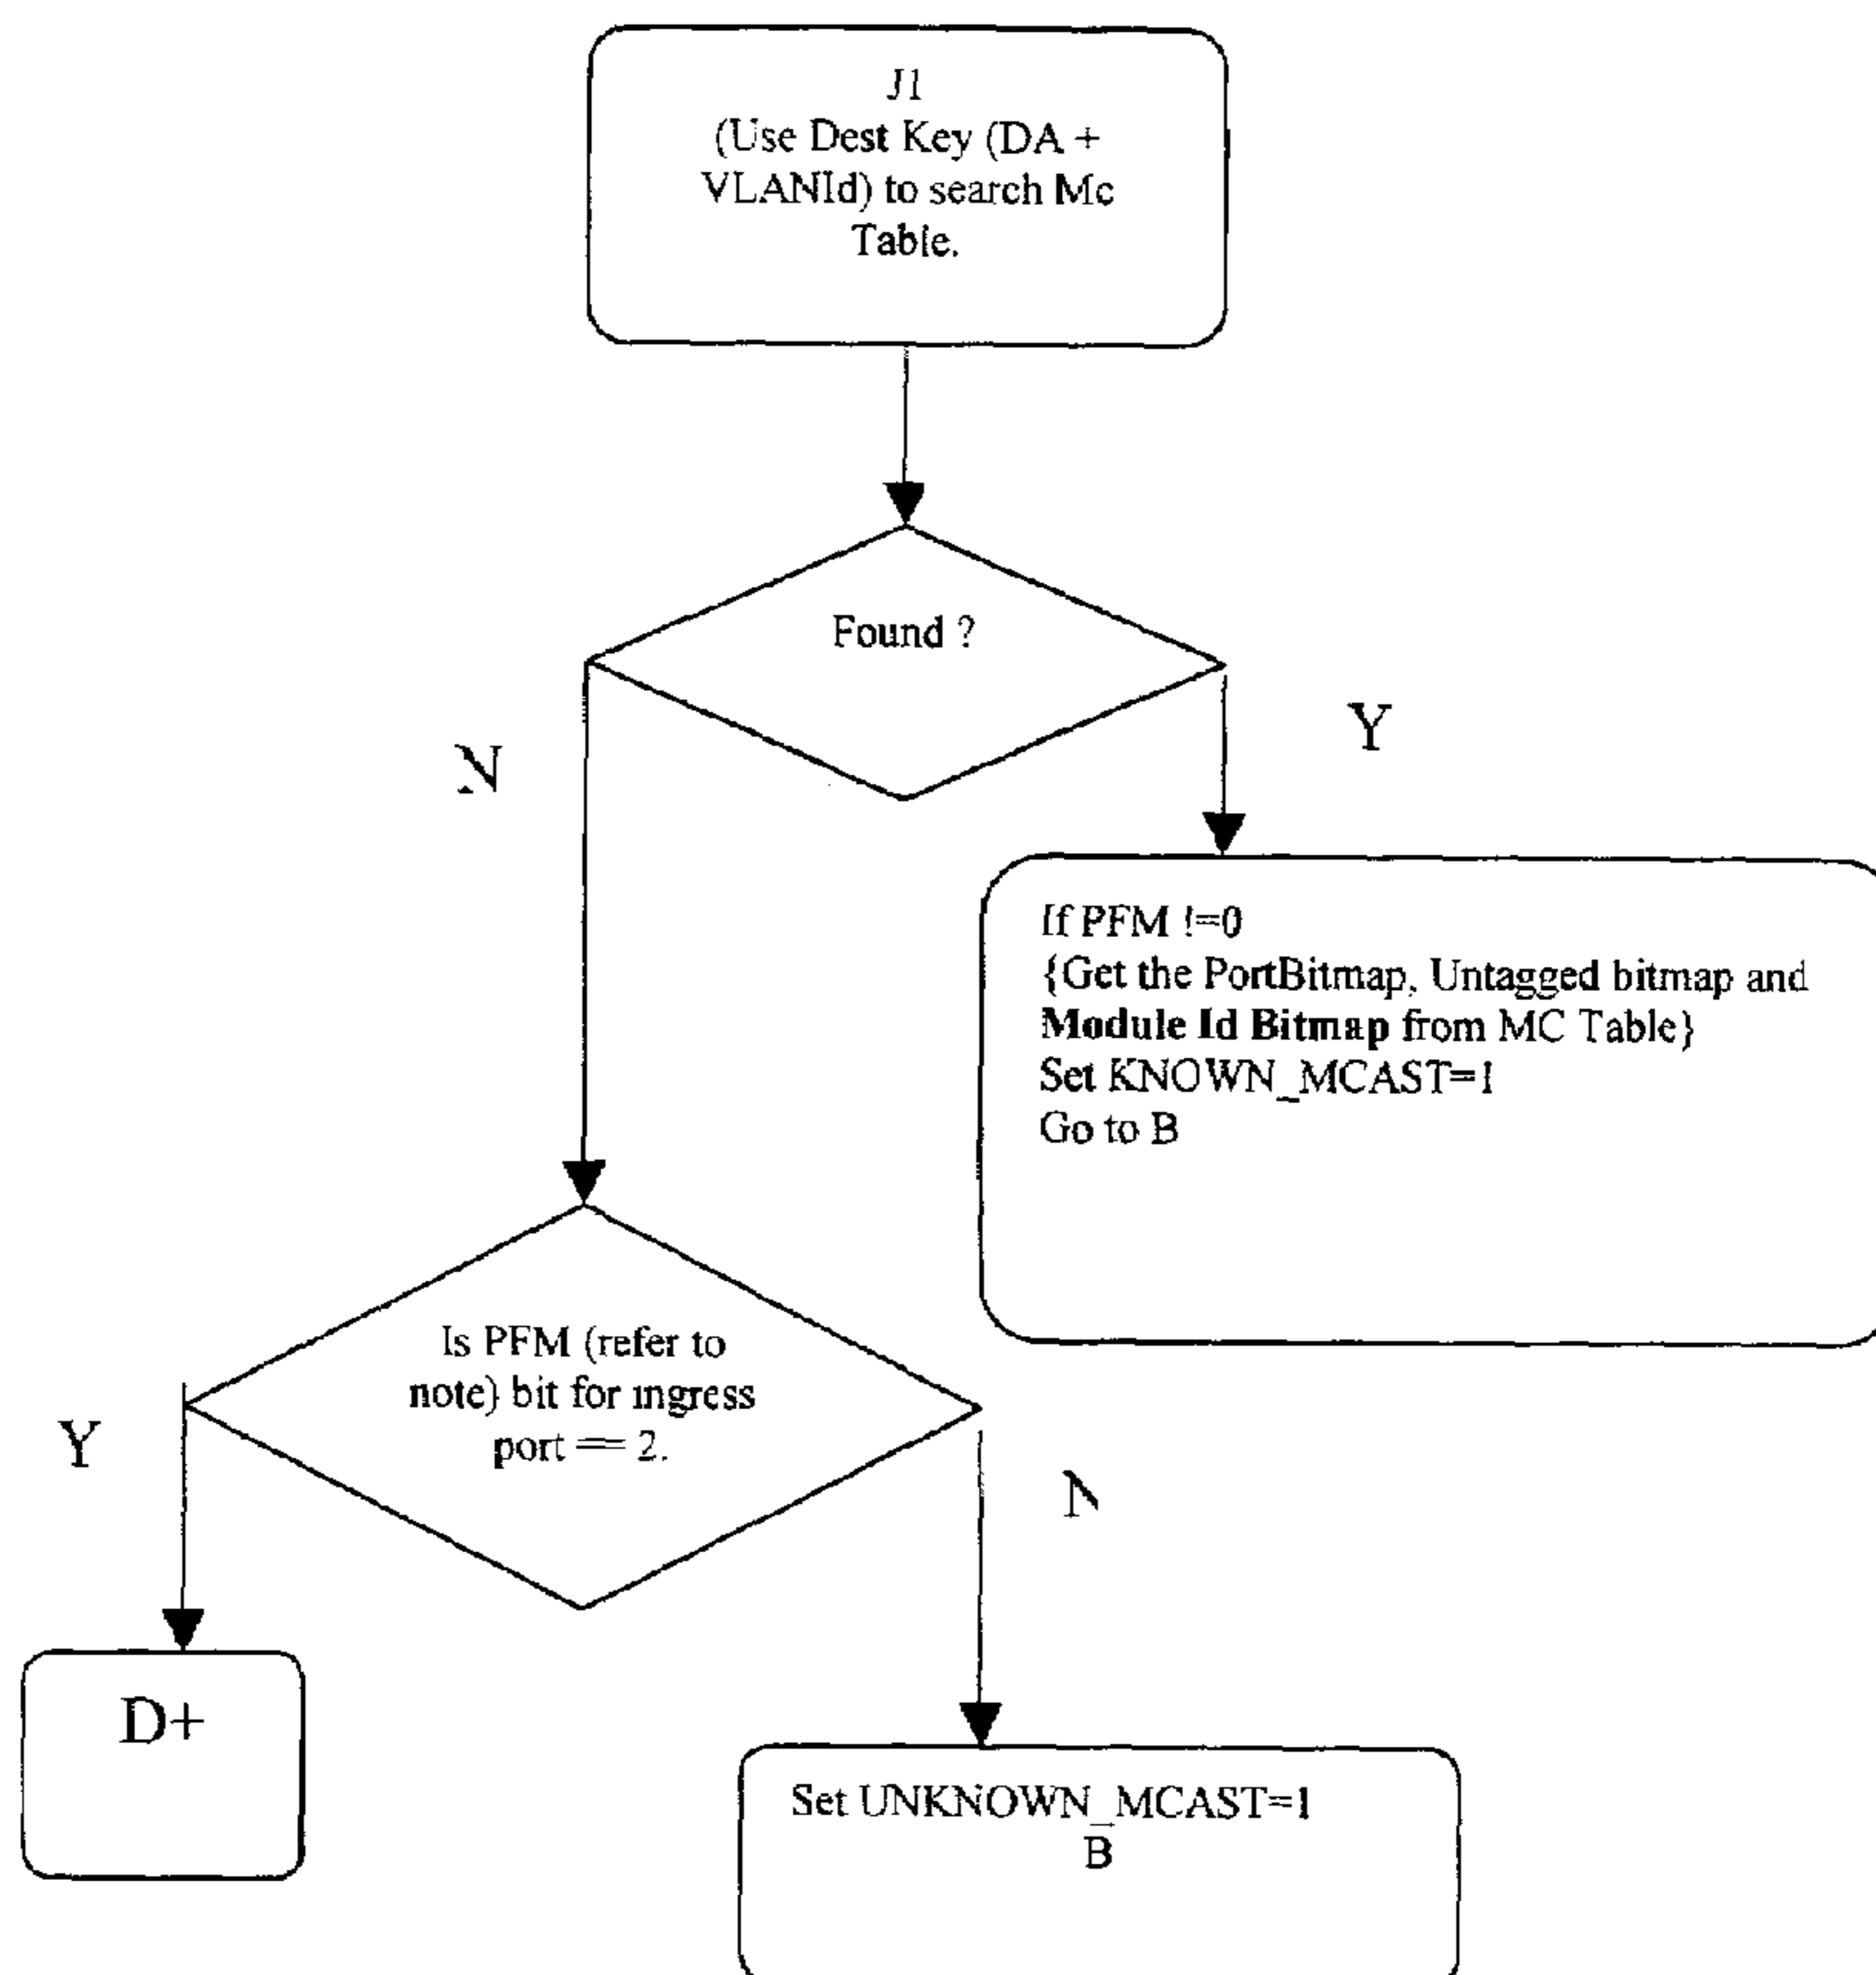 J1
(Use Dest Key (DA +
VLANId) to search Mc
Table.
Found ?
N
Y
If PFM !=0
{Get the PortBitmap, Untagged bitmap and
Module Id Bitmap from MC Table}
Set KNOWN_MCAST=1
Go to B
Is PFM (refer to
note) bit for ingress
port == 2.
Y
N
D+
Set UNKNOWN_MCAST=1
B